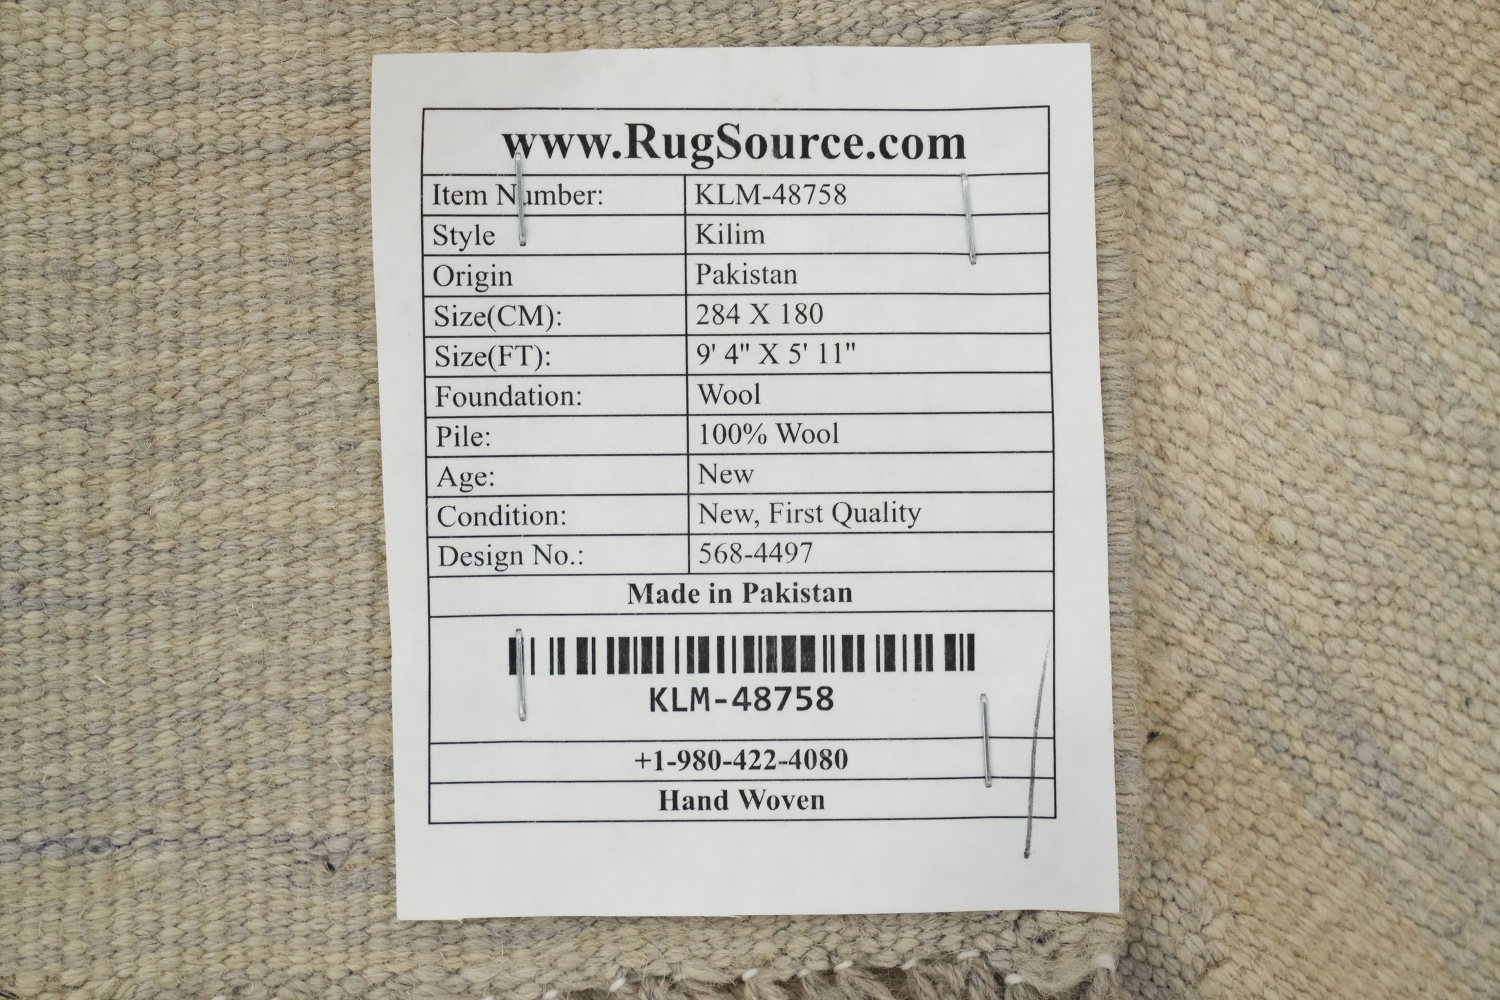 www.RugSource.com
Item Number: KLM-48758
Style Kilim
Origin Pakistan
Size(CM): 284 X 180
Size(FT): 9' 4" X 5' 11"
Foundation: Wool
Pile: 100% Wool
Age: New
Condition: New, First Quality
Design No.: 568-4497
Made in Pakistan
KLM-48758
+1-980-422-4080
Hand Woven